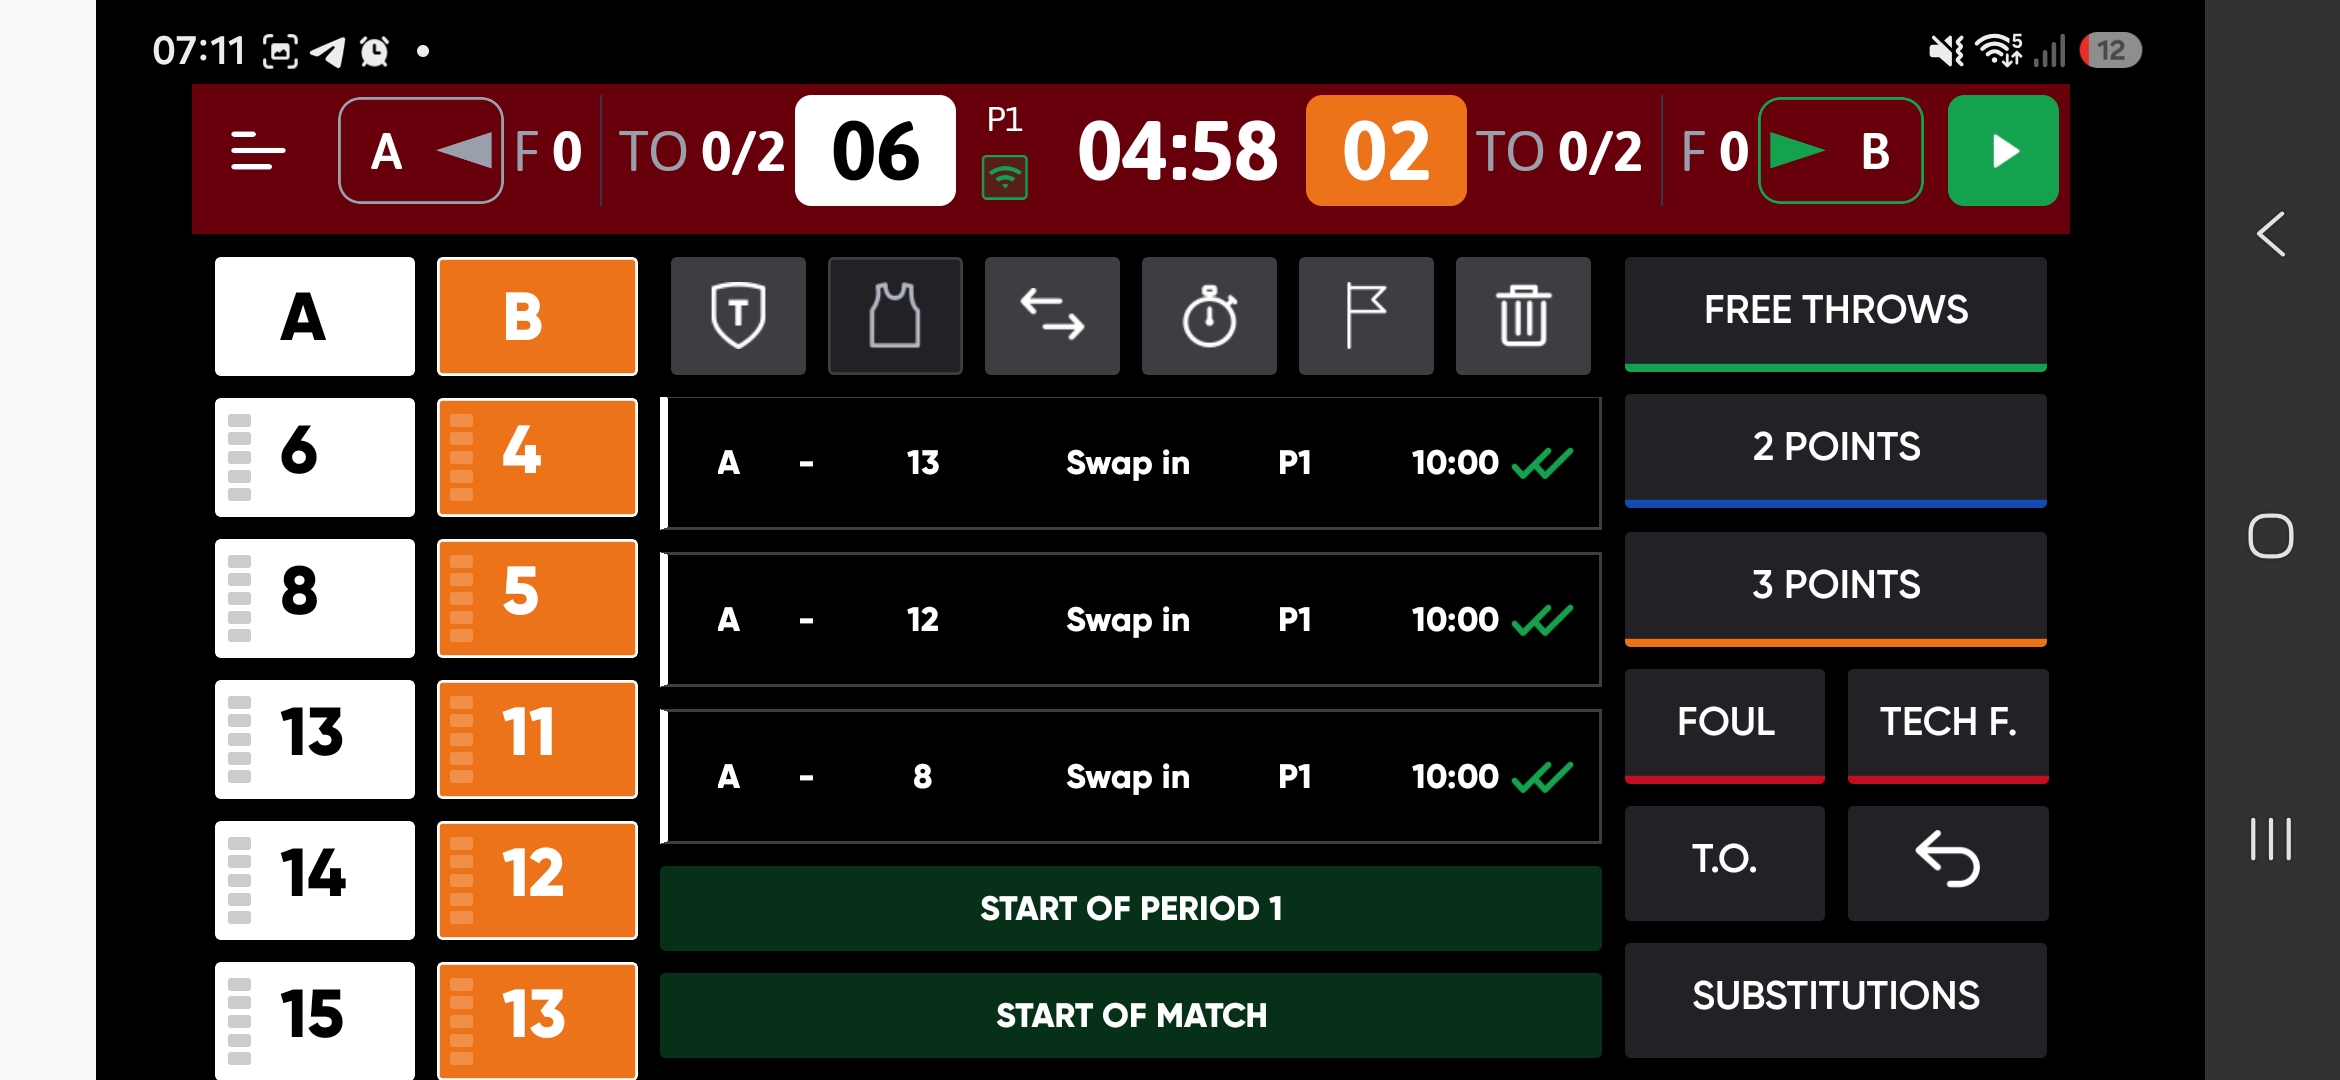 07:11 5 12
A F 0 TO 0/2 06 P1 04:58 02 TO 0/2 F 0 B
A B T FREE THROWS
6 4 A - 13 Swap in P1 10:00 2 POINTS
8 5 A - 12 Swap in P1 10:00 3 POINTS
13 11 A - 8 Swap in P1 10:00 FOUL TECH F.
14 12 START OF PERIOD 1 T.O.
15 13 START OF MATCH SUBSTITUTIONS